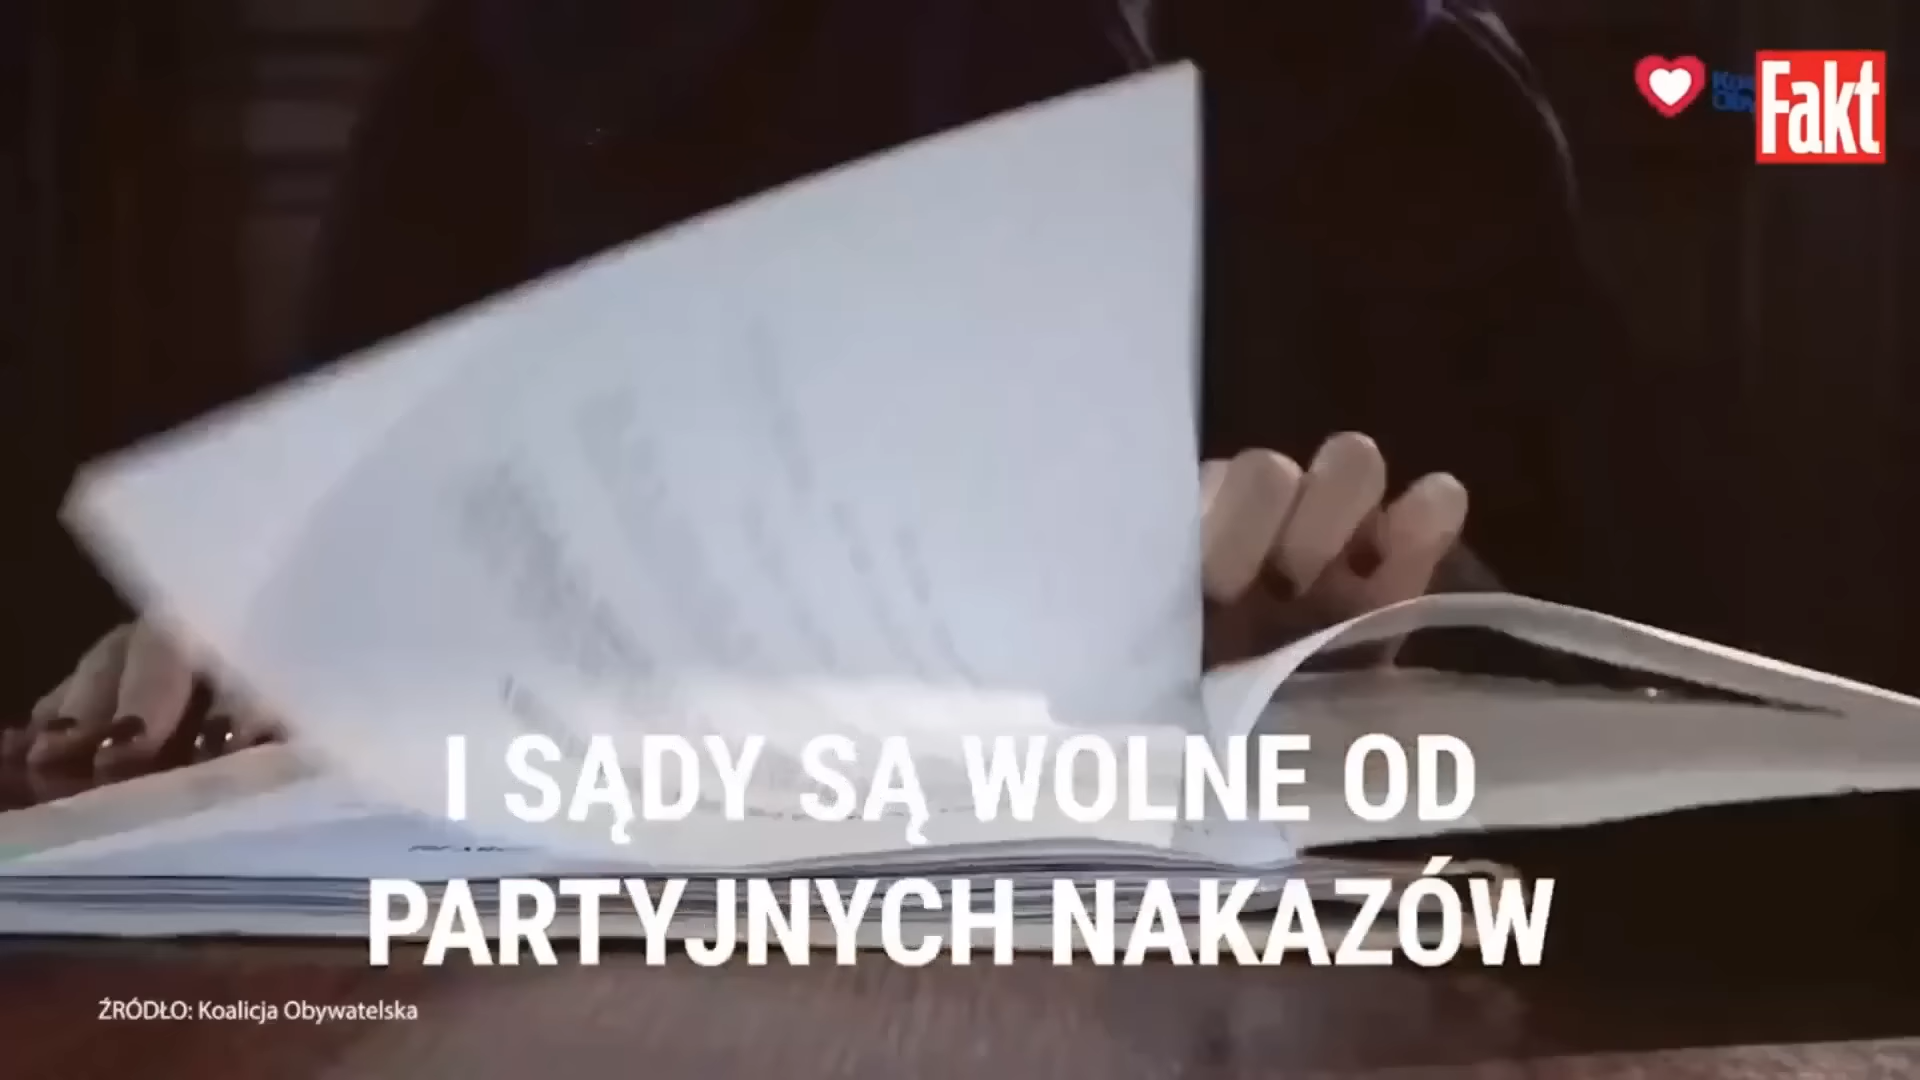 Fakt
I SĄDY SĄ WOLNE OD
PARTYJNYCH NAKAZÓW
ŹRÓDŁO: Koalicja Obywatelska